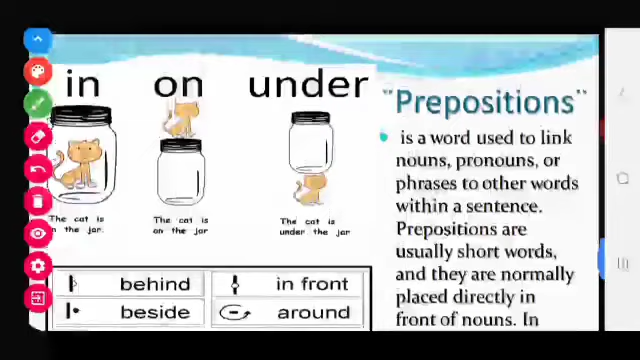 in on under
The cat is
in the jar.
The cat is
on the jar
The cat is
under the jar
behind
in front
beside
around
"Prepositions"
is a word used to link
nouns, pronouns, or
phrases to other words
within a sentence.
Prepositions are
usually short words,
and they are normally
placed directly in
front of nouns. In